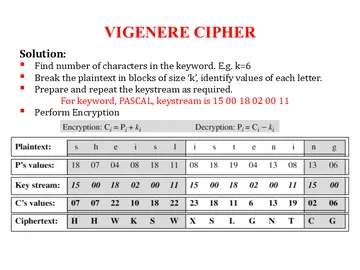 VIGENERE CIPHER
Solution:
▪ Find number of characters in the keyword. E.g. k=6
▪ Break the plaintext in blocks of size 'k', identify values of each letter.
▪ Prepare and repeat the keystream as required.
For keyword, PASCAL, keystream is 15 00 18 02 00 11
▪ Perform Encryption
Encryption: Cᵢ = Pᵢ + kᵢ Decryption: Pᵢ = Cᵢ − kᵢ
Plaintext: s h e i s l i s t e n i n g
P's values: 18 07 04 08 18 11 08 18 19 04 13 08 13 06
Key stream: 15 00 18 02 00 11 15 00 18 02 00 11 15 00
C's values: 07 07 22 10 18 22 23 18 11 6 13 19 02 06
Ciphertext: H H W K S W X S L G N T C G